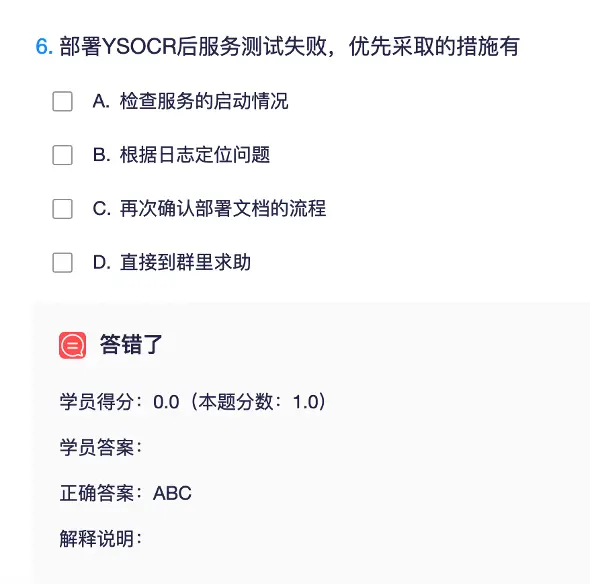 6. 部署YSOCR后服务测试失败，优先采取的措施有
A. 检查服务的启动情况
B. 根据日志定位问题
C. 再次确认部署文档的流程
D. 直接到群里求助
答错了
学员得分：0.0（本题分数：1.0）
学员答案：
正确答案：ABC
解释说明：